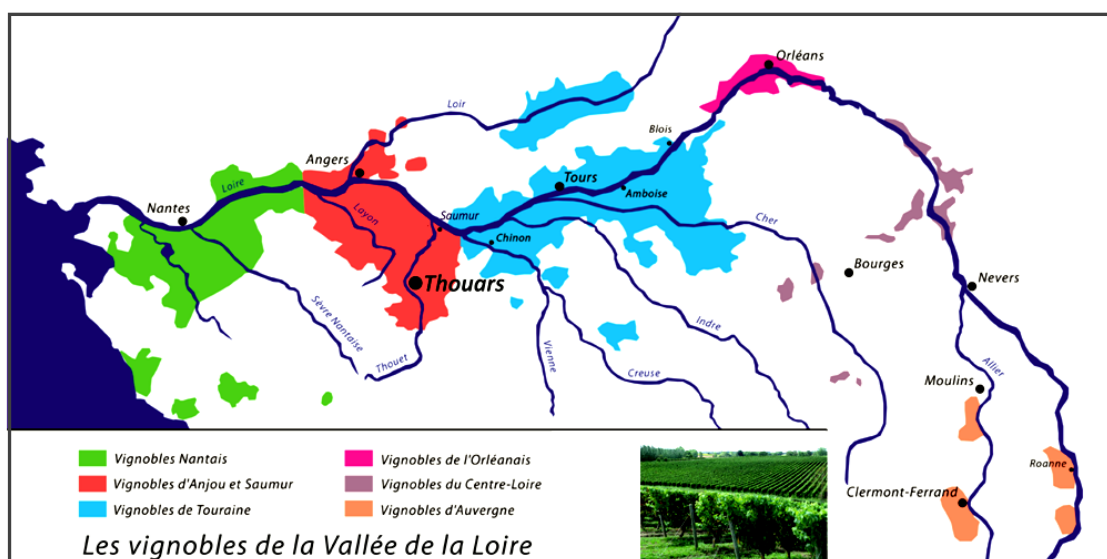 Orléans
Loir
Blois
Angers
Tours
Loire
Amboise
Nantes
Layon
Saumur
Cher
Chinon
Bourges
Thouars
Nevers
Sèvre Nantaise
Indre
Vienne
Thouet
Creuse
Allier
Moulins
Vignobles Nantais
Vignobles de l'Orléanais
Roanne
Vignobles d'Anjou et Saumur
Vignobles du Centre-Loire
Clermont-Ferrand
Vignobles de Touraine
Vignobles d'Auvergne
Les vignobles de la Vallée de la Loire